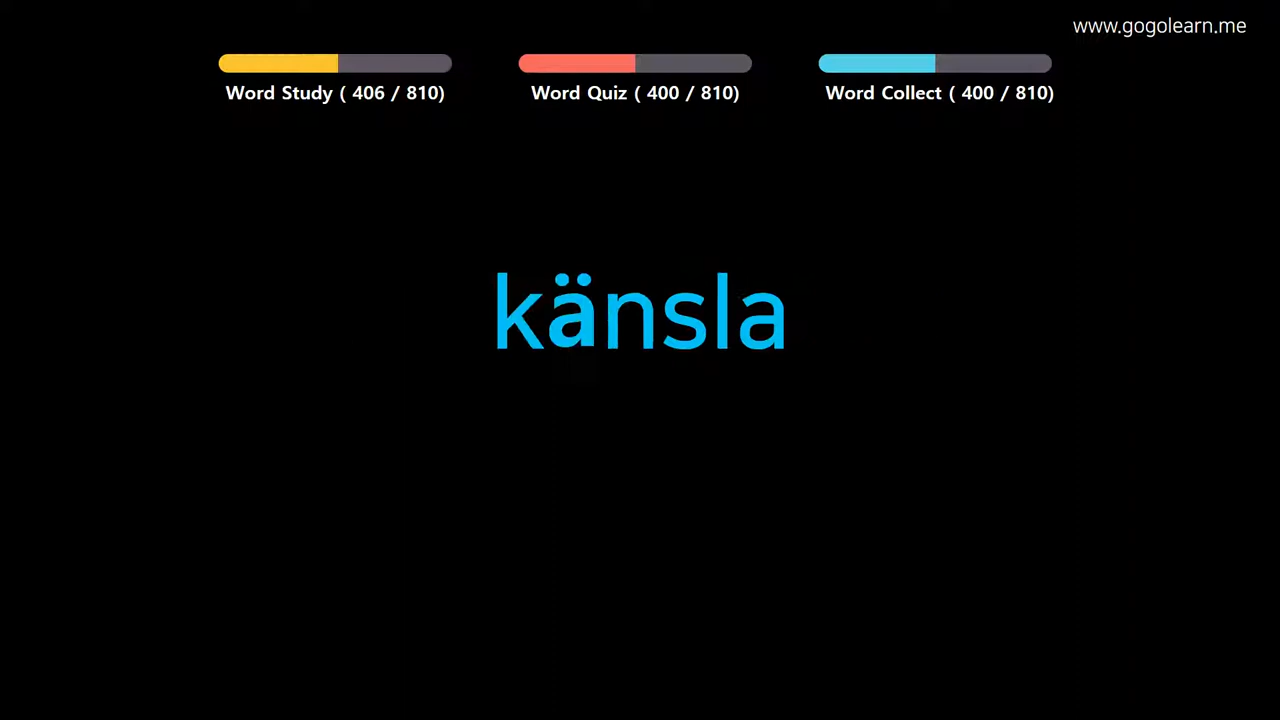 www.gogolearn.me
Word Study ( 406 / 810)
Word Quiz ( 400 / 810)
Word Collect ( 400 / 810)
känsla